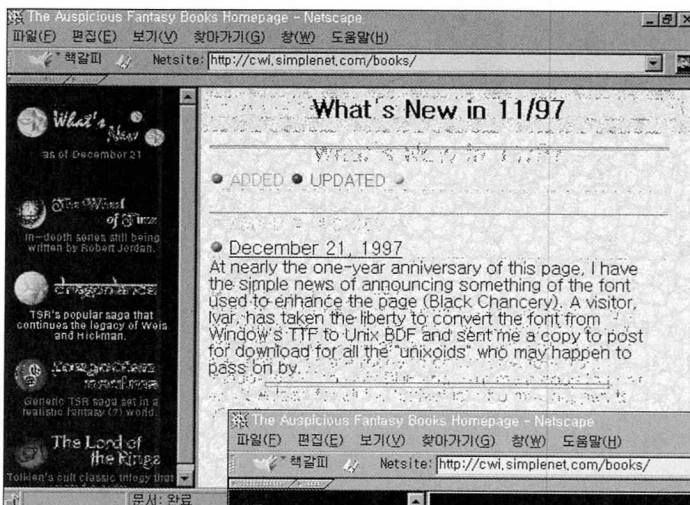 The Auspicious Fantasy Books Homepage - Netscape
파일(F) 편집(E) 보기(V) 찾아가기(G) 창(W) 도움말(H)
책갈피 Netsite: http://cwi.simplenet.com/books/
What's New
as of December 21
The Wheel of Time
In-depth series still being
written by Robert Jordan.
dragonlance
TSR's popular saga that
continues the legacy of Weis
and Hickman.
Generic TSR saga set in a
realistic fantasy (?) world.
The Lord of
the Rings
Tolkien's cult classic trilogy that
What's New in 11/97
ADDED UPDATED
December 21, 1997
At nearly the one-year anniversary of this page, I have
the simple news of announcing something of the font
used to enhance the page (Black Chancery). A visitor,
Ivar, has taken the liberty to convert the font from
Window's TTF to Unix BDF and sent me a copy to post
for download for all the "unixoids" who may happen to
pass on by.
The Auspicious Fantasy Books Homepage - Netscape
파일(F) 편집(E) 보기(V) 찾아가기(G) 창(W) 도움말(H)
책갈피 Netsite: http://cwi.simplenet.com/books/
문서: 완료